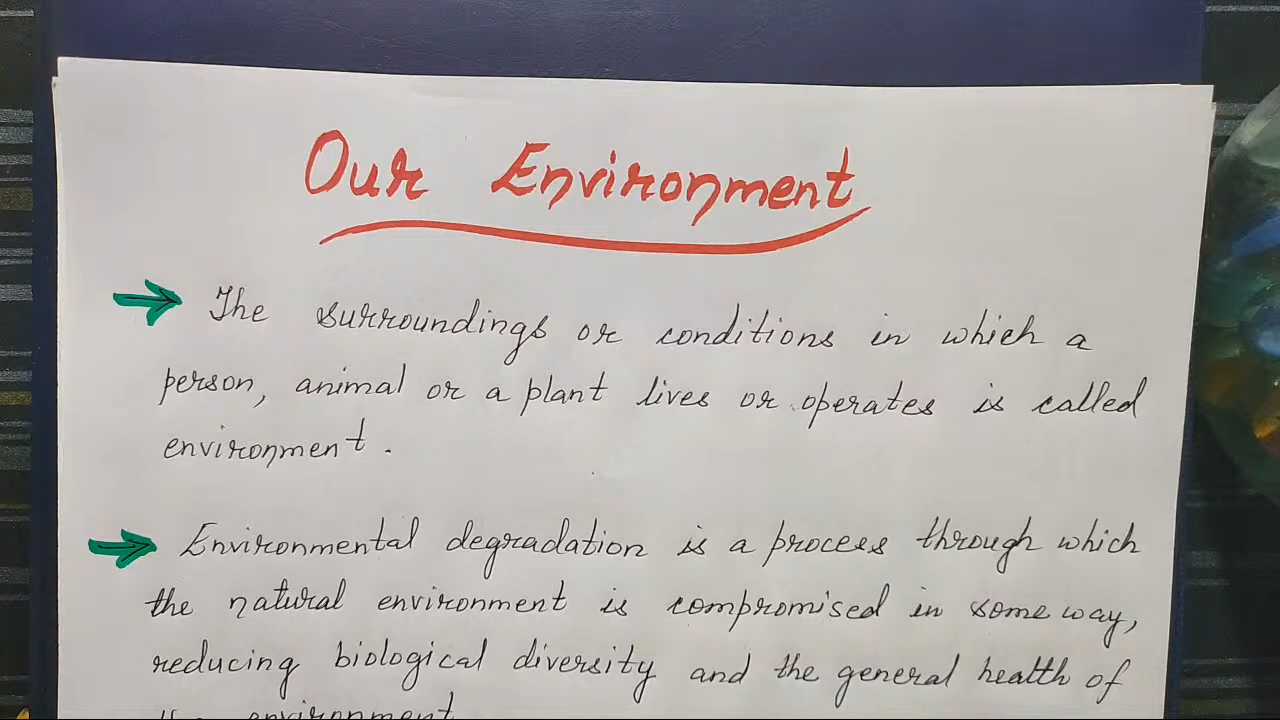 Our Environment
The surroundings or conditions in which a
person, animal or a plant lives or operates is called
environment.
Environmental degradation is a process through which
the natural environment is compromised in some way,
reducing biological diversity and the general health of
the environment